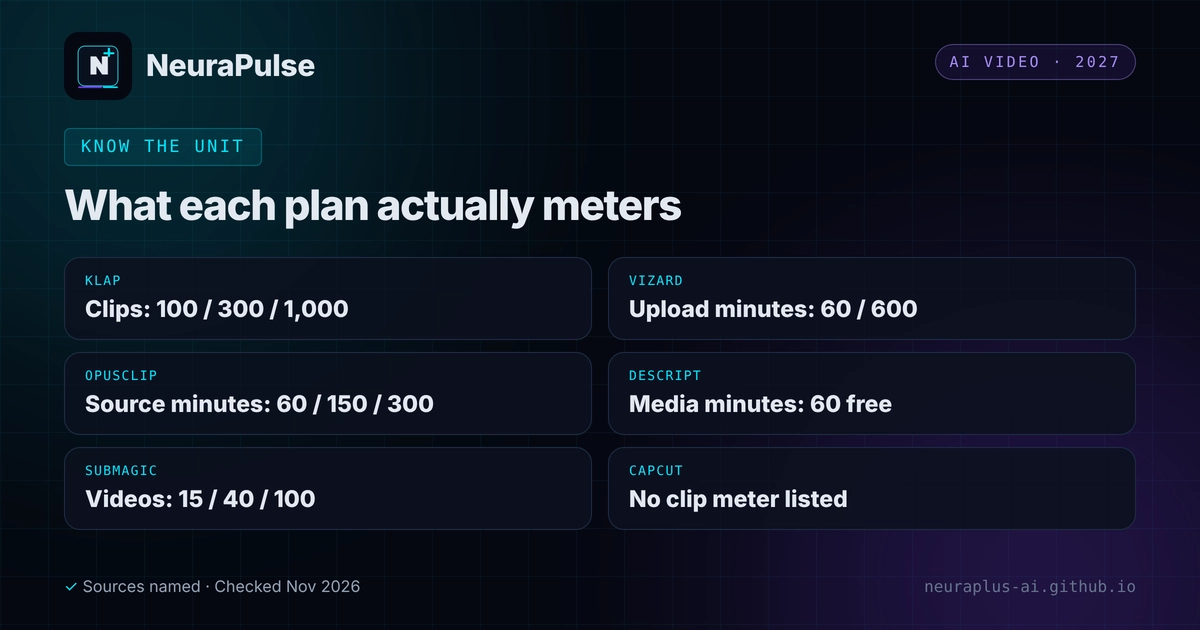 N
NeuraPulse
AI VIDEO · 2027
KNOW THE UNIT
What each plan actually meters
KLAP
Clips: 100 / 300 / 1,000
VIZARD
Upload minutes: 60 / 600
OPUSCLIP
Source minutes: 60 / 150 / 300
DESCRIPT
Media minutes: 60 free
SUBMAGIC
Videos: 15 / 40 / 100
CAPCUT
No clip meter listed
✓ Sources named · Checked Nov 2026
neuraplus-ai.github.io